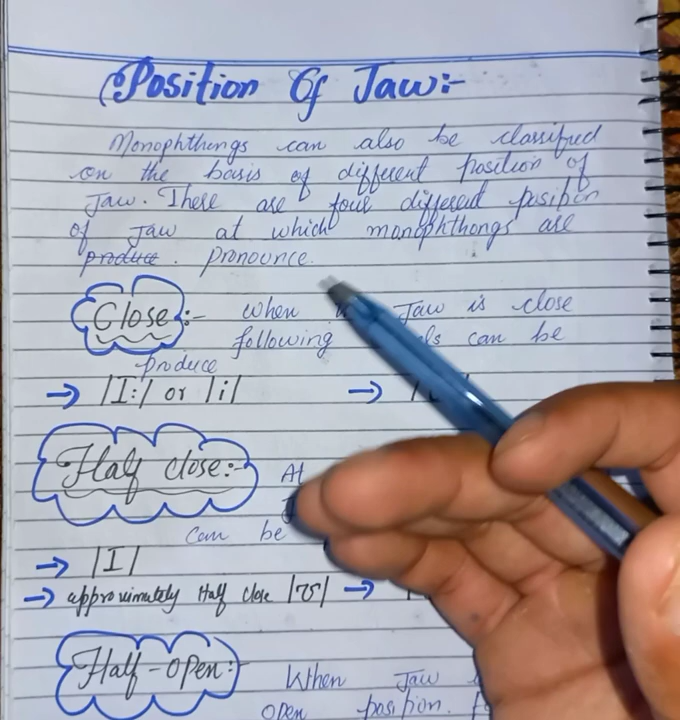 Position Of Jaw:-
Monophthongs can also be classified
on the basis of different position of
Jaw. There are four different position
of Jaw at which monophthongs are
produce. pronounce.
Close:- when Jaw is close
following can be
produce
→ |I:| or |i| →
Half close:- At
can be
→ |I|
→ approximately Half close |ʊ| →
Half-open:- When Jaw
open position.